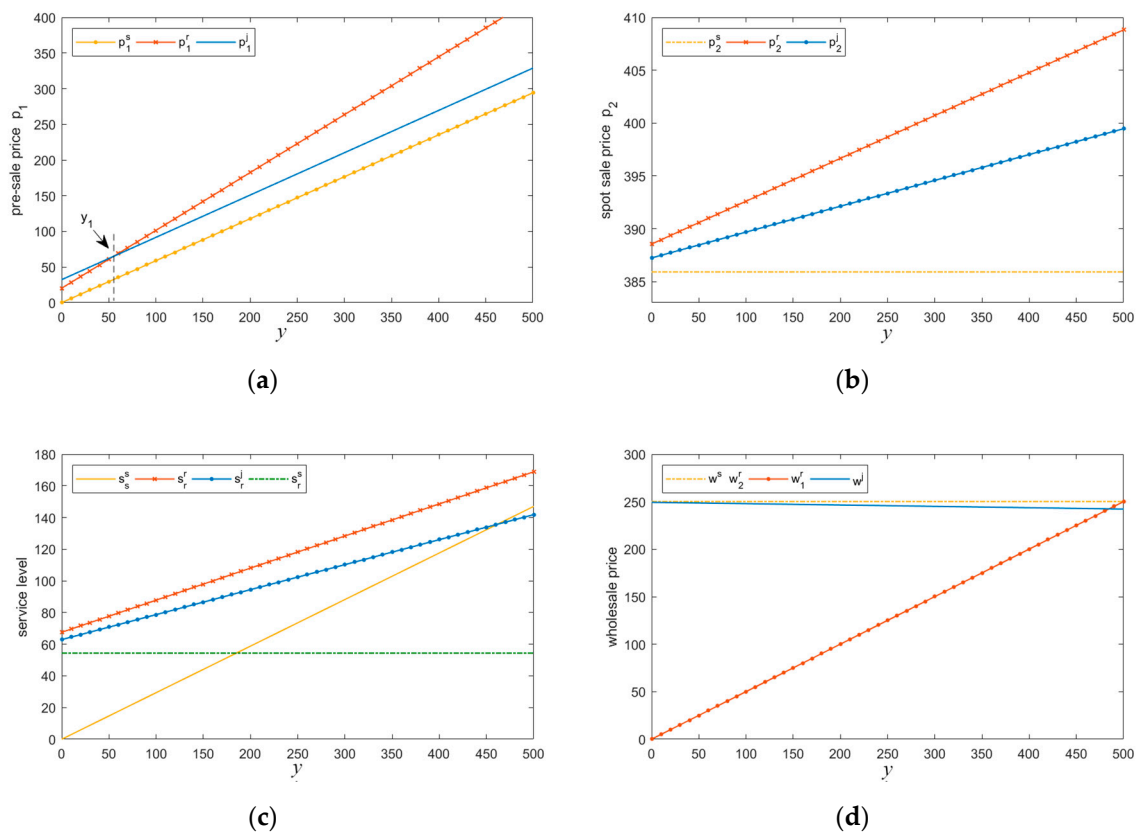 400
350
300
250
200
150
100
50
0
pre-sale price p₁
p₁ˢ p₁ʳ p₁ʲ
y₁
0 50 100 150 200 250 300 350 400 450 500
y
(a)
410
405
400
395
390
385
spot sale price p₂
p₂ˢ p₂ʳ p₂ʲ
0 50 100 150 200 250 300 350 400 450 500
y
(b)
180
160
140
120
100
80
60
40
20
0
service level
sₛˢ sᵣʳ sᵣʲ sᵣˢ
0 50 100 150 200 250 300 350 400 450 500
y
(c)
300
250
200
150
100
50
0
wholesale price
wˢ w₂ʳ w₁ʳ wʲ
0 50 100 150 200 250 300 350 400 450 500
y
(d)